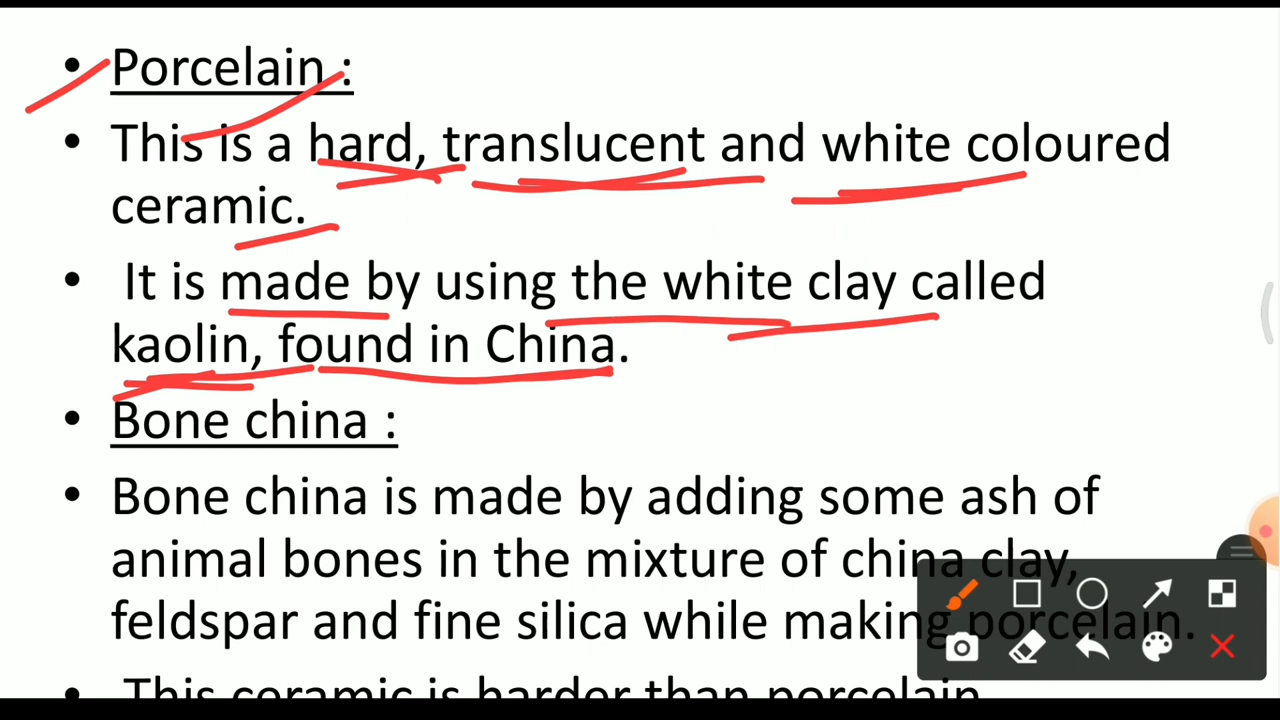 • Porcelain :
• This is a hard, translucent and white coloured
ceramic.
• It is made by using the white clay called
kaolin, found in China.
• Bone china :
• Bone china is made by adding some ash of
animal bones in the mixture of china clay,
feldspar and fine silica while making porcelain.
• This ceramic is harder than porcelain